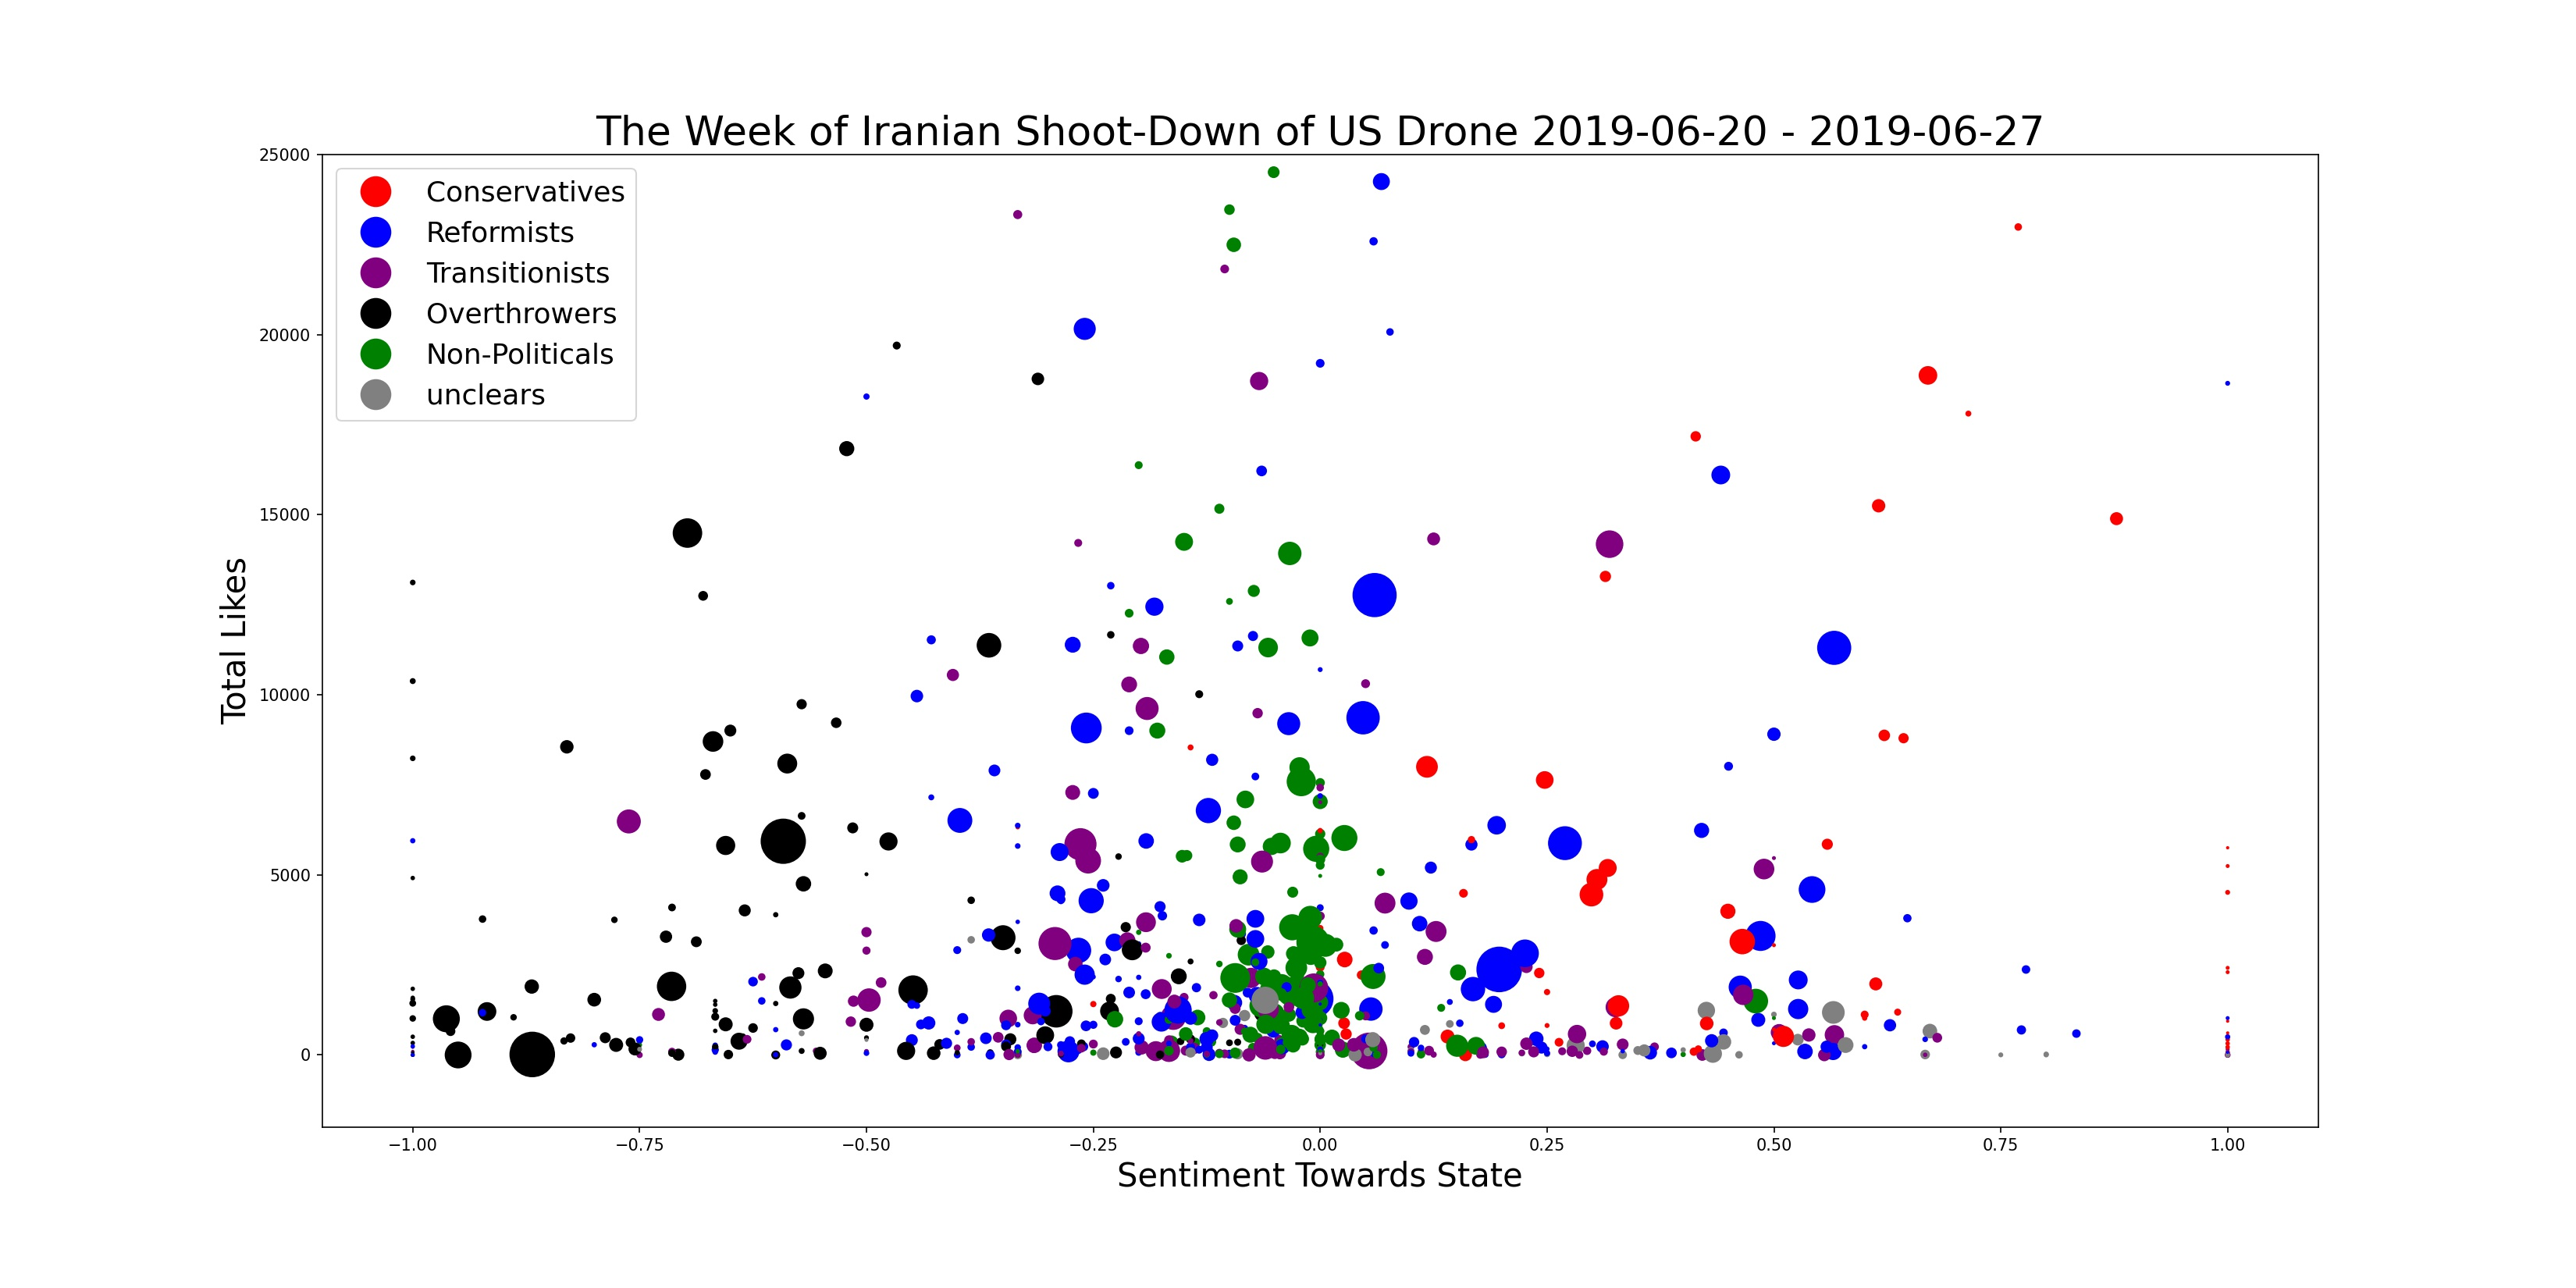 The Week of Iranian Shoot-Down of US Drone 2019-06-20 - 2019-06-27
25000
20000
15000
10000
5000
0
Total Likes
Conservatives
Reformists
Transitionists
Overthrowers
Non-Politicals
unclears
−1.00 −0.75 −0.50 −0.25 0.00 0.25 0.50 0.75 1.00
Sentiment Towards State